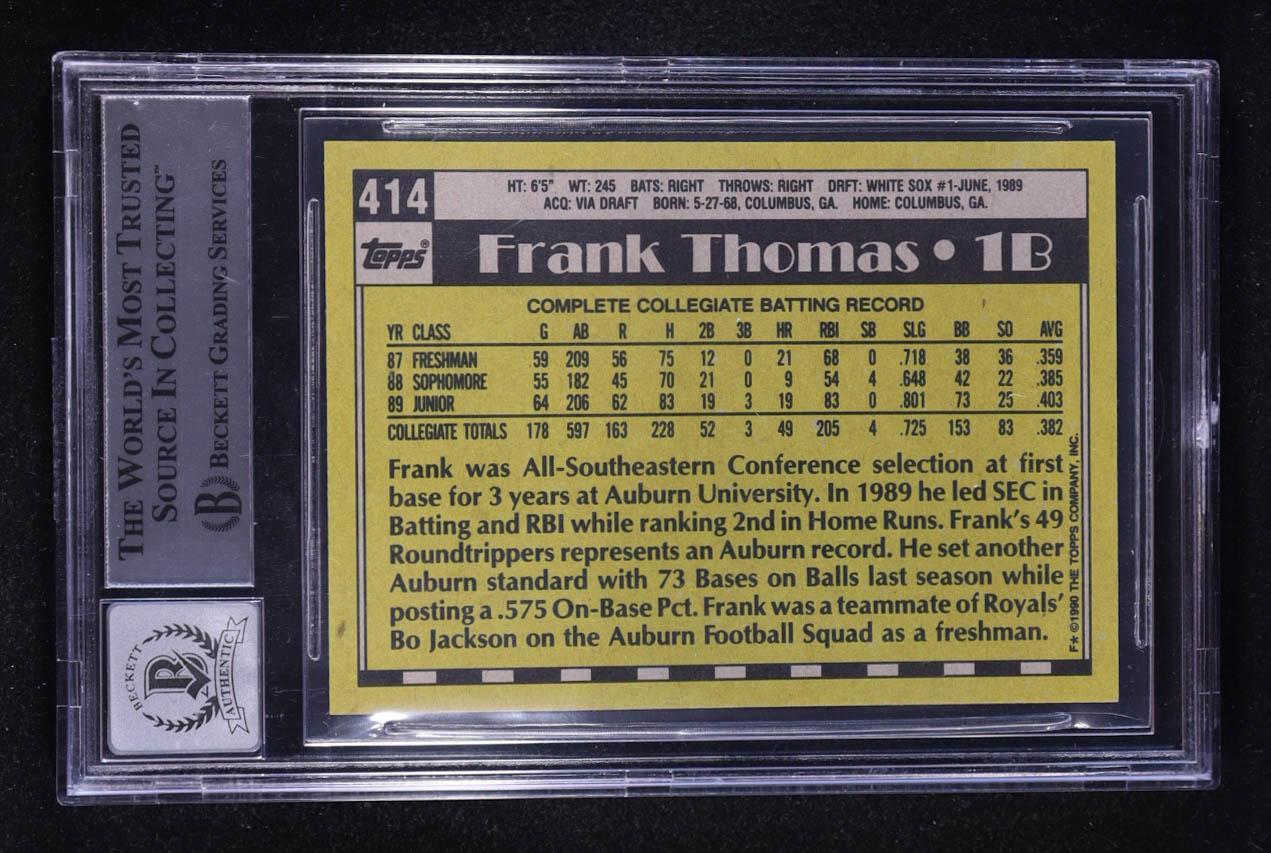 THE WORLD'S MOST TRUSTED
SOURCE IN COLLECTING™
B BECKETT GRADING SERVICES
BECKETT
AUTHENTIC
414
HT: 6'5" WT: 245 BATS: RIGHT THROWS: RIGHT DRFT: WHITE SOX #1-JUNE, 1989
ACQ: VIA DRAFT BORN: 5-27-68, COLUMBUS, GA. HOME: COLUMBUS, GA.
topps®
Frank Thomas • 1B
COMPLETE COLLEGIATE BATTING RECORD
YR CLASS G AB R H 2B 3B HR RBI SB SLG BB SO AVG
87 FRESHMAN 59 209 56 75 12 0 21 68 0 .718 38 36 .359
88 SOPHOMORE 55 182 45 70 21 0 9 54 4 .648 42 22 .385
89 JUNIOR 64 206 62 83 19 3 19 83 0 .801 73 25 .403
COLLEGIATE TOTALS 178 597 163 228 52 3 49 205 4 .725 153 83 .382
Frank was All-Southeastern Conference selection at first
base for 3 years at Auburn University. In 1989 he led SEC in
Batting and RBI while ranking 2nd in Home Runs. Frank's 49
Roundtrippers represents an Auburn record. He set another
Auburn standard with 73 Bases on Balls last season while
posting a .575 On-Base Pct. Frank was a teammate of Royals'
Bo Jackson on the Auburn Football Squad as a freshman.
F★ ©1990 THE TOPPS COMPANY, INC.